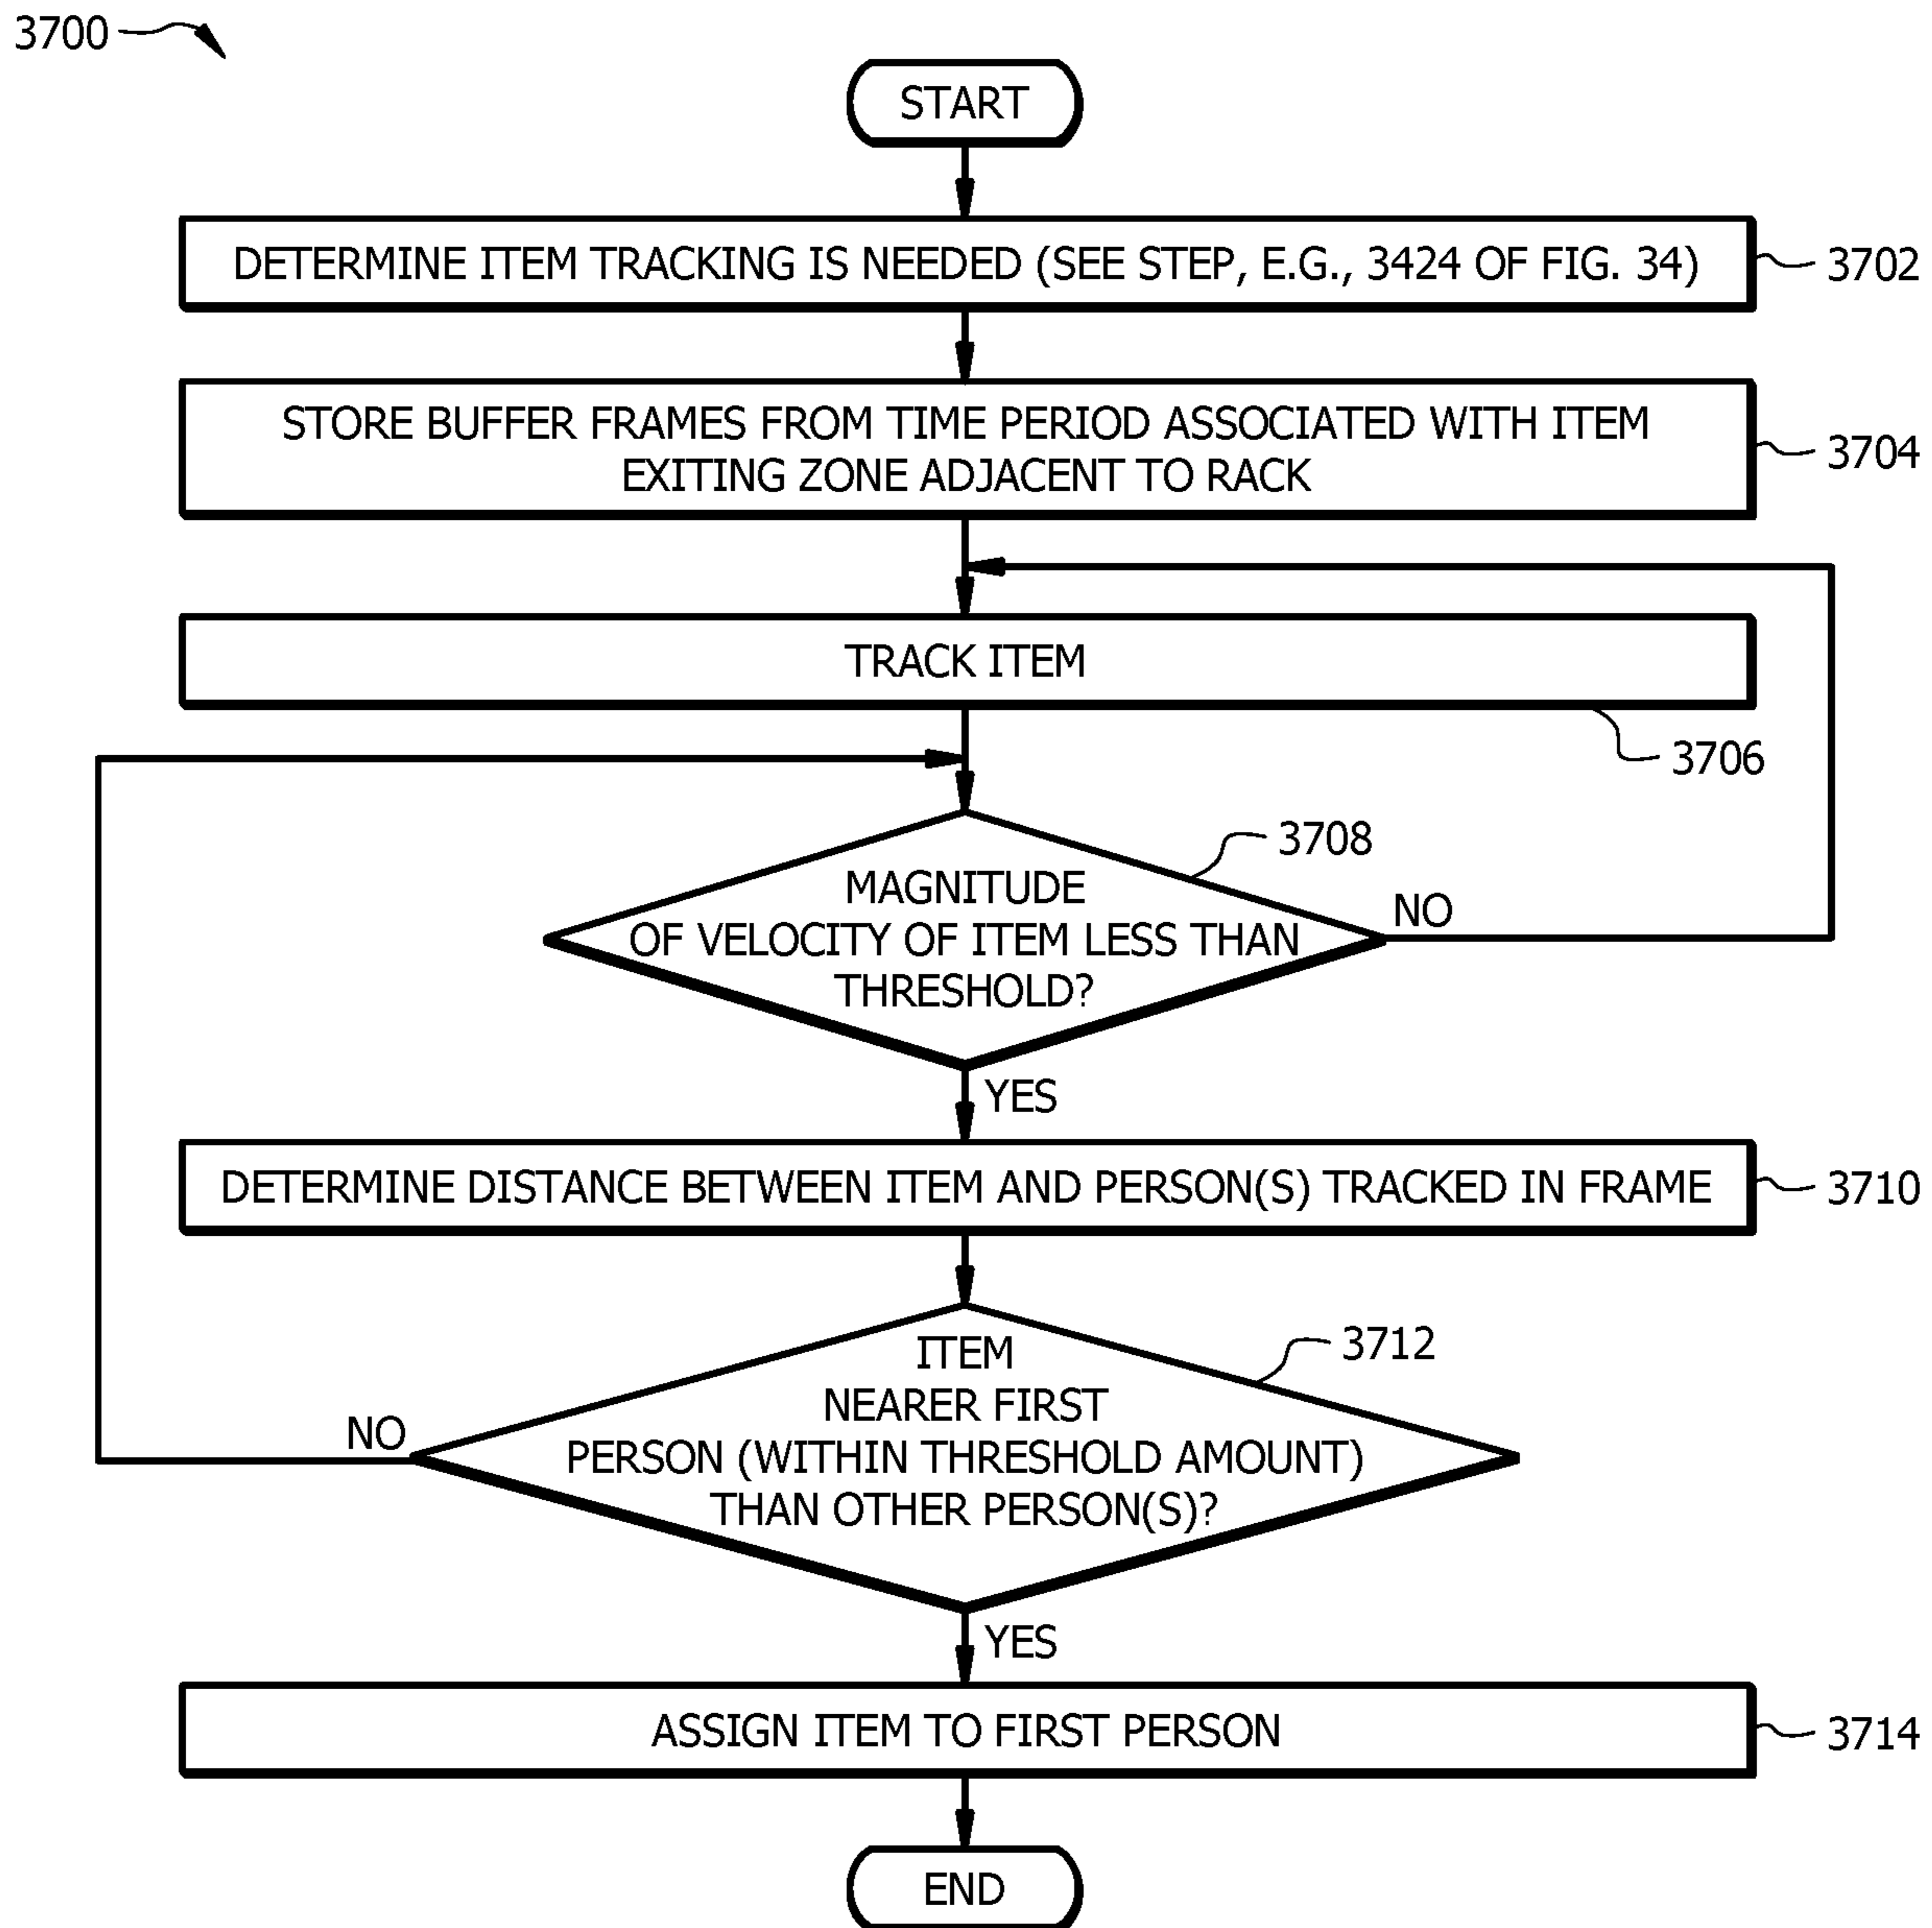 3700
START
DETERMINE ITEM TRACKING IS NEEDED (SEE STEP, E.G., 3424 OF FIG. 34)
3702
STORE BUFFER FRAMES FROM TIME PERIOD ASSOCIATED WITH ITEM
EXITING ZONE ADJACENT TO RACK
3704
TRACK ITEM
3706
3708
MAGNITUDE
OF VELOCITY OF ITEM LESS THAN
THRESHOLD?
NO
YES
DETERMINE DISTANCE BETWEEN ITEM AND PERSON(S) TRACKED IN FRAME
3710
3712
ITEM
NEARER FIRST
PERSON (WITHIN THRESHOLD AMOUNT)
THAN OTHER PERSON(S)?
NO
YES
ASSIGN ITEM TO FIRST PERSON
3714
END